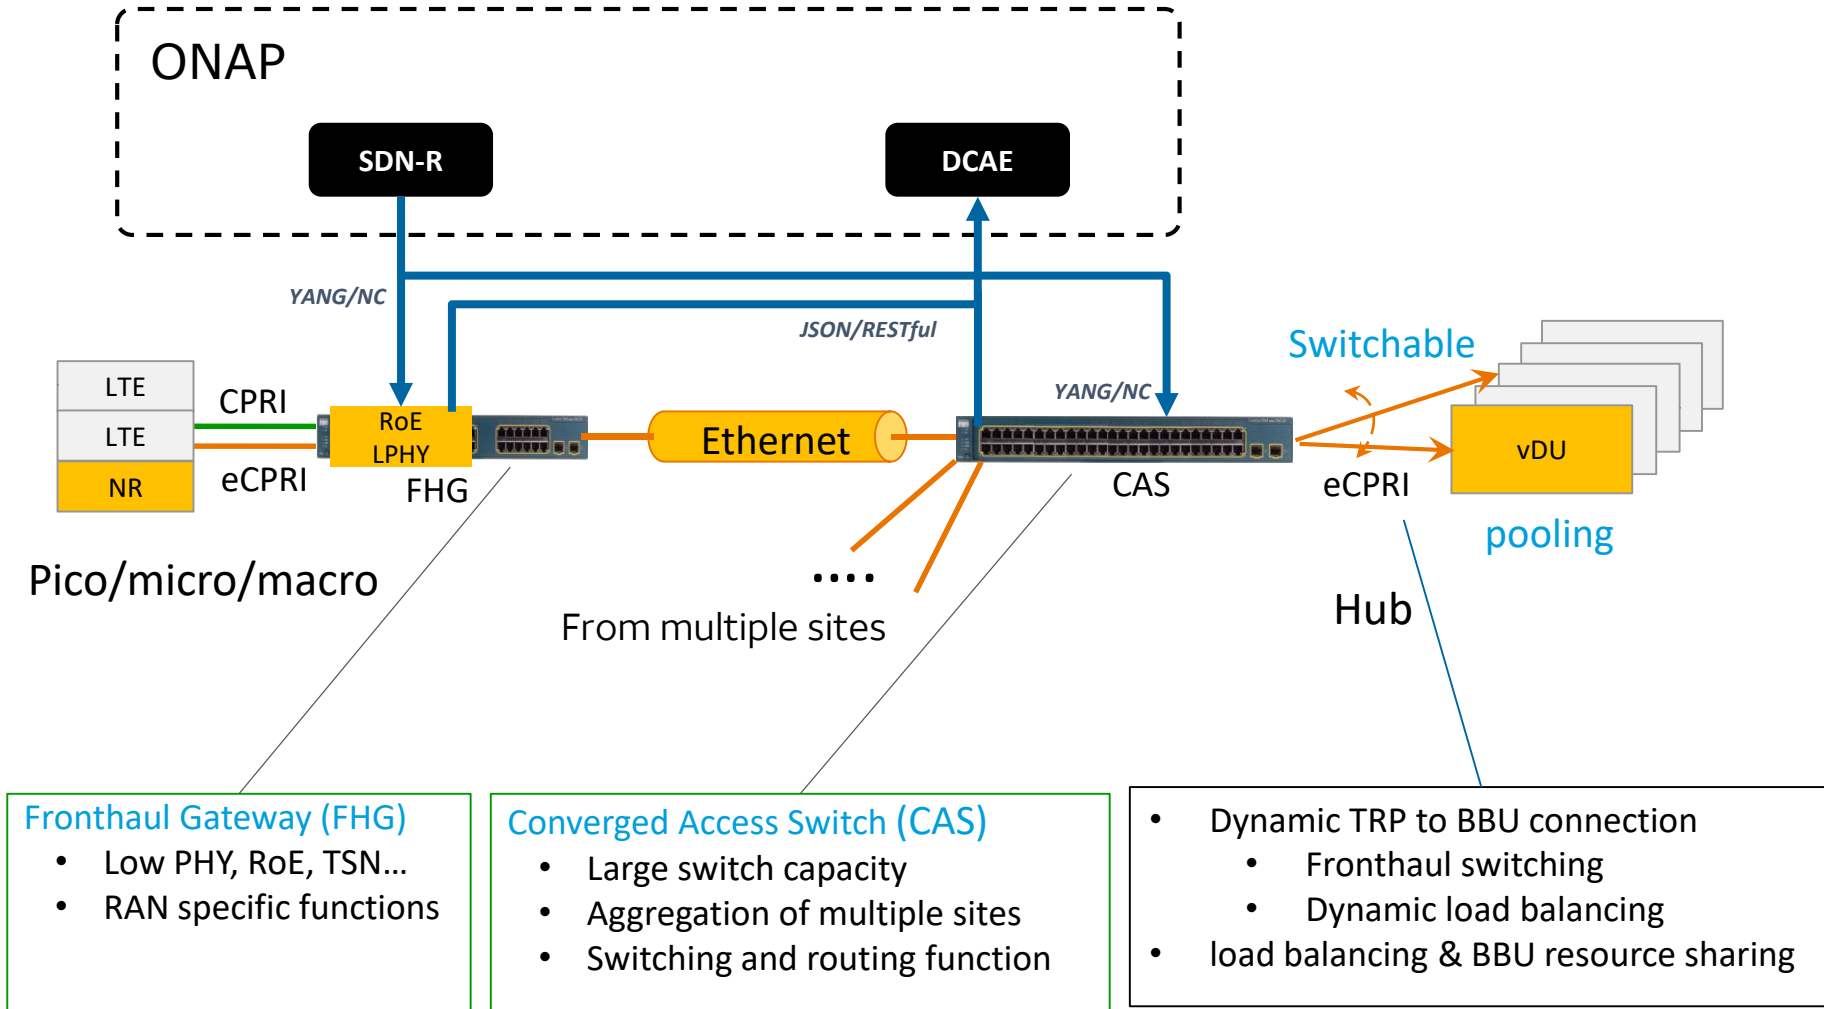 ONAP
SDN-R
DCAE
YANG/NC
JSON/RESTful
Switchable
LTE
LTE
NR
CPRI
eCPRI
RoE
LPHY
FHG
Ethernet
YANG/NC
CAS
eCPRI
vDU
pooling
Pico/micro/macro
....
From multiple sites
Hub
Fronthaul Gateway (FHG)
• Low PHY, RoE, TSN...
• RAN specific functions
Converged Access Switch (CAS)
• Large switch capacity
• Aggregation of multiple sites
• Switching and routing function
• Dynamic TRP to BBU connection
• Fronthaul switching
• Dynamic load balancing
• load balancing & BBU resource sharing